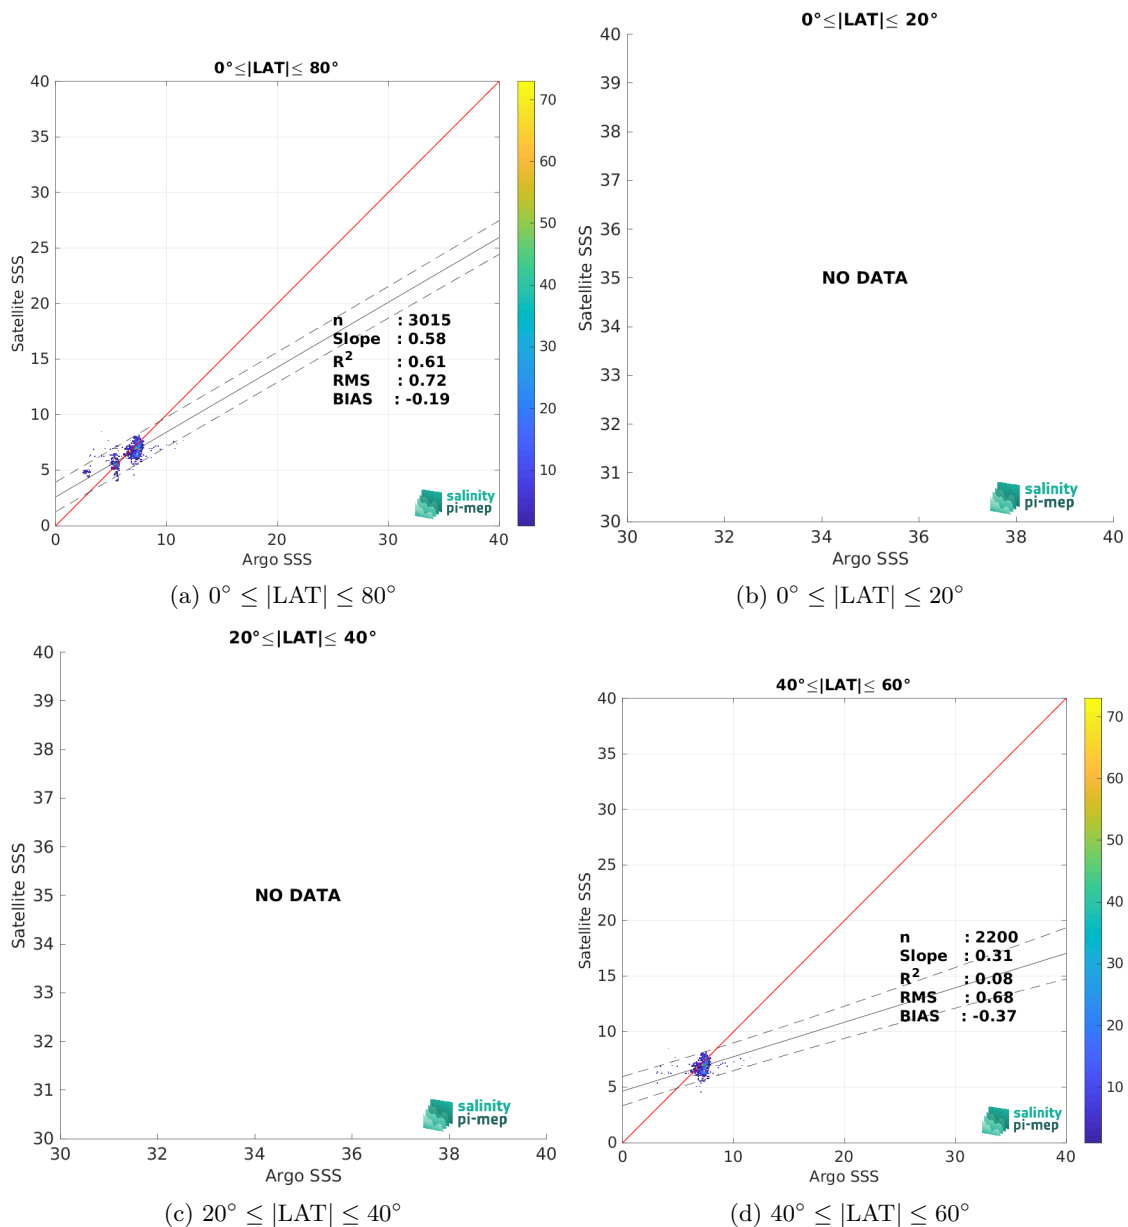 0°≤|LAT|≤ 80°
40
35
30
25
20
15
10
5
0
0
10
20
30
40
Satellite SSS
Argo SSS
n : 3015
Slope : 0.58
R² : 0.61
RMS : 0.72
BIAS : -0.19
70
60
50
40
30
20
10
salinity
pi-mep
(a) 0° ≤ |LAT| ≤ 80°
0°≤|LAT|≤ 20°
40
39
38
37
36
35
34
33
32
31
30
30
32
34
36
38
40
Satellite SSS
Argo SSS
NO DATA
salinity
pi-mep
(b) 0° ≤ |LAT| ≤ 20°
20°≤|LAT|≤ 40°
40
39
38
37
36
35
34
33
32
31
30
30
32
34
36
38
40
Satellite SSS
Argo SSS
NO DATA
salinity
pi-mep
(c) 20° ≤ |LAT| ≤ 40°
40°≤|LAT|≤ 60°
40
35
30
25
20
15
10
5
0
0
10
20
30
40
Satellite SSS
Argo SSS
n : 2200
Slope : 0.31
R² : 0.08
RMS : 0.68
BIAS : -0.37
70
60
50
40
30
20
10
salinity
pi-mep
(d) 40° ≤ |LAT| ≤ 60°